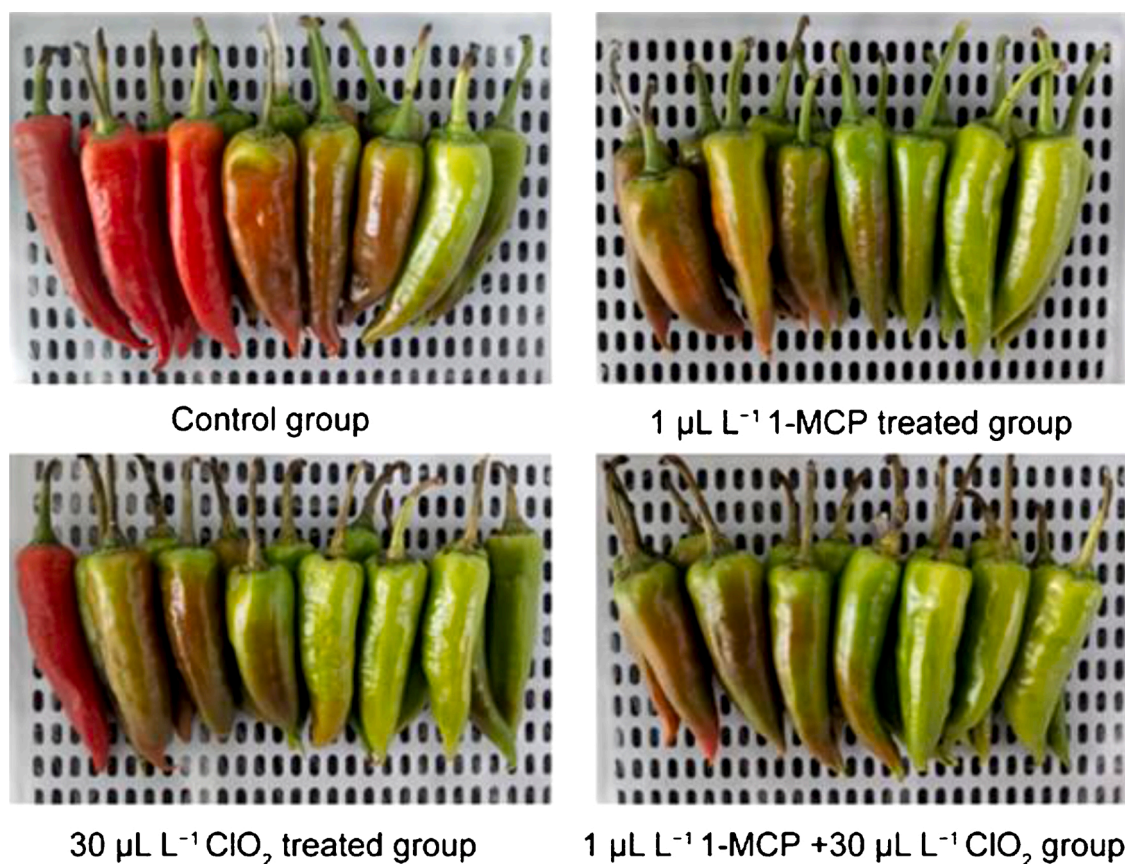 Control group
1 µL L⁻¹ 1-MCP treated group
30 µL L⁻¹ ClO₂ treated group
1 µL L⁻¹ 1-MCP +30 µL L⁻¹ ClO₂ group